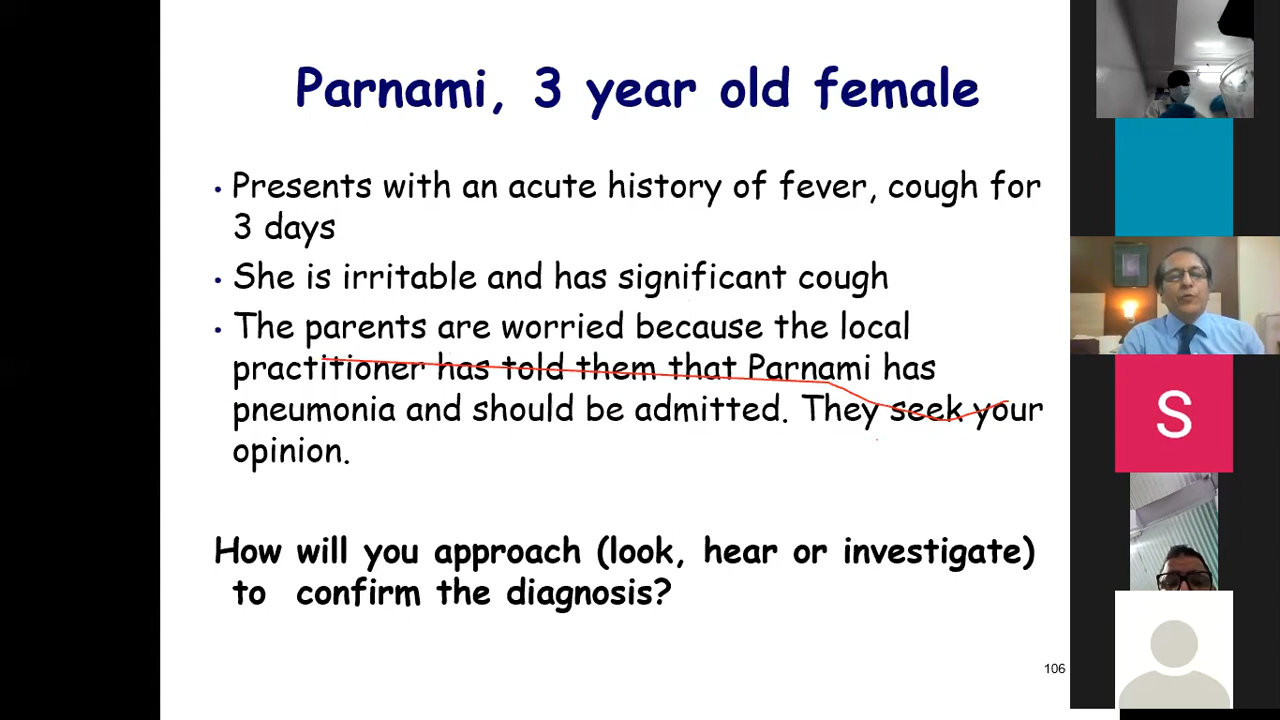 Parnami, 3 year old female
• Presents with an acute history of fever, cough for
3 days
• She is irritable and has significant cough
• The parents are worried because the local
practitioner has told them that Parnami has
pneumonia and should be admitted. They seek your
opinion.
How will you approach (look, hear or investigate)
to confirm the diagnosis?
106
S